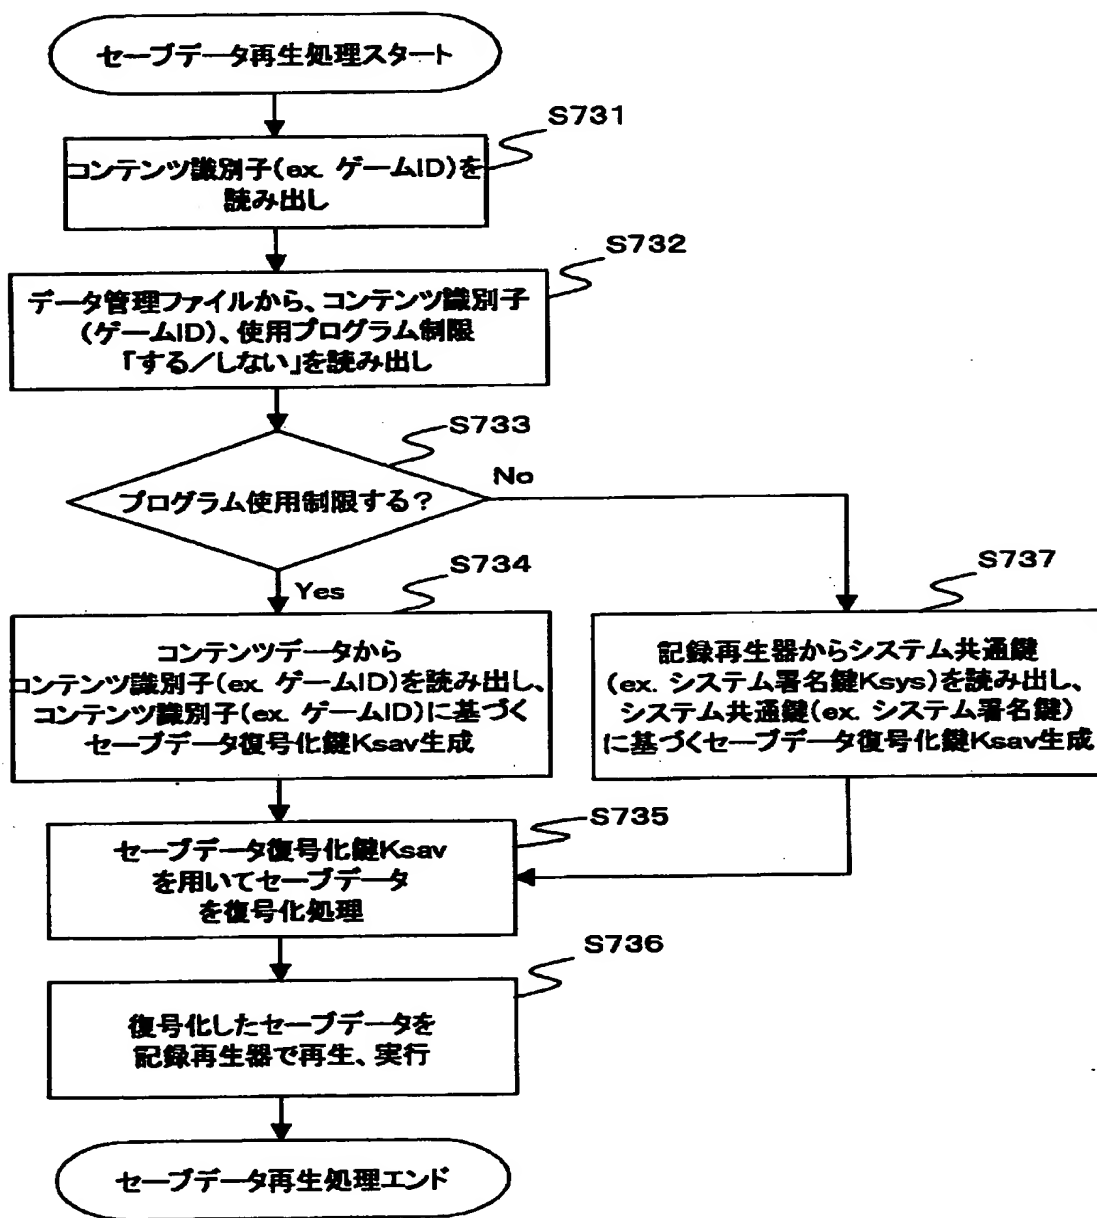 セーブデータ再生処理スタート
S731
コンテンツ識別子(ex. ゲームID)を
読み出し
S732
データ管理ファイルから、コンテンツ識別子
(ゲームID)、使用プログラム制限
「する／しない」を読み出し
S733
プログラム使用制限する？
No
Yes
S734
コンテンツデータから
コンテンツ識別子(ex. ゲームID)を読み出し、
コンテンツ識別子(ex. ゲームID)に基づく
セーブデータ復号化鍵Ksav生成
S737
記録再生器からシステム共通鍵
(ex. システム署名鍵Ksys)を読み出し、
システム共通鍵(ex. システム署名鍵)
に基づくセーブデータ復号化鍵Ksav生成
S735
セーブデータ復号化鍵Ksav
を用いてセーブデータ
を復号化処理
S736
復号化したセーブデータを
記録再生器で再生、実行
セーブデータ再生処理エンド